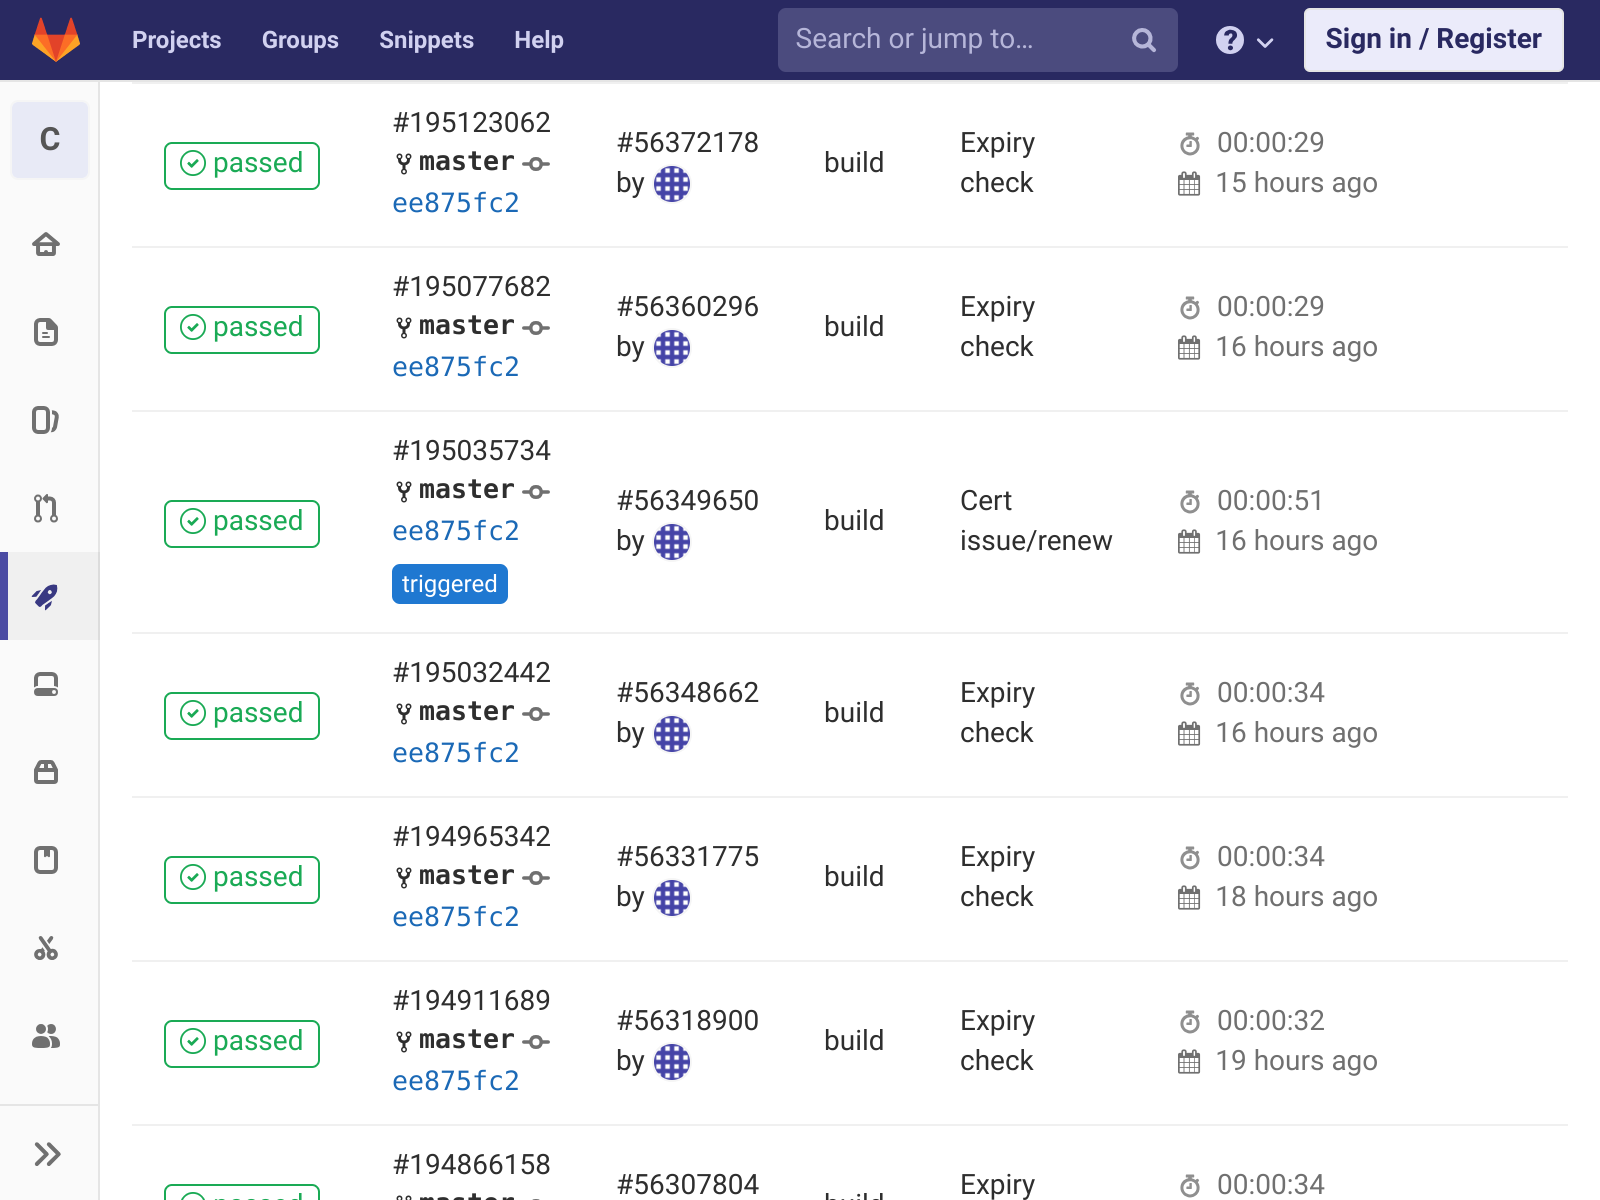 Projects Groups Snippets Help Search or jump to... Sign in / Register
C
passed
#195123062
master
ee875fc2
#56372178
by
build
Expiry
check
00:00:29
15 hours ago
passed
#195077682
master
ee875fc2
#56360296
by
build
Expiry
check
00:00:29
16 hours ago
passed
#195035734
master
ee875fc2
triggered
#56349650
by
build
Cert
issue/renew
00:00:51
16 hours ago
passed
#195032442
master
ee875fc2
#56348662
by
build
Expiry
check
00:00:34
16 hours ago
passed
#194965342
master
ee875fc2
#56331775
by
build
Expiry
check
00:00:34
18 hours ago
passed
#194911689
master
ee875fc2
#56318900
by
build
Expiry
check
00:00:32
19 hours ago
passed
#194866158
master
#56307804
build
Expiry
00:00:34